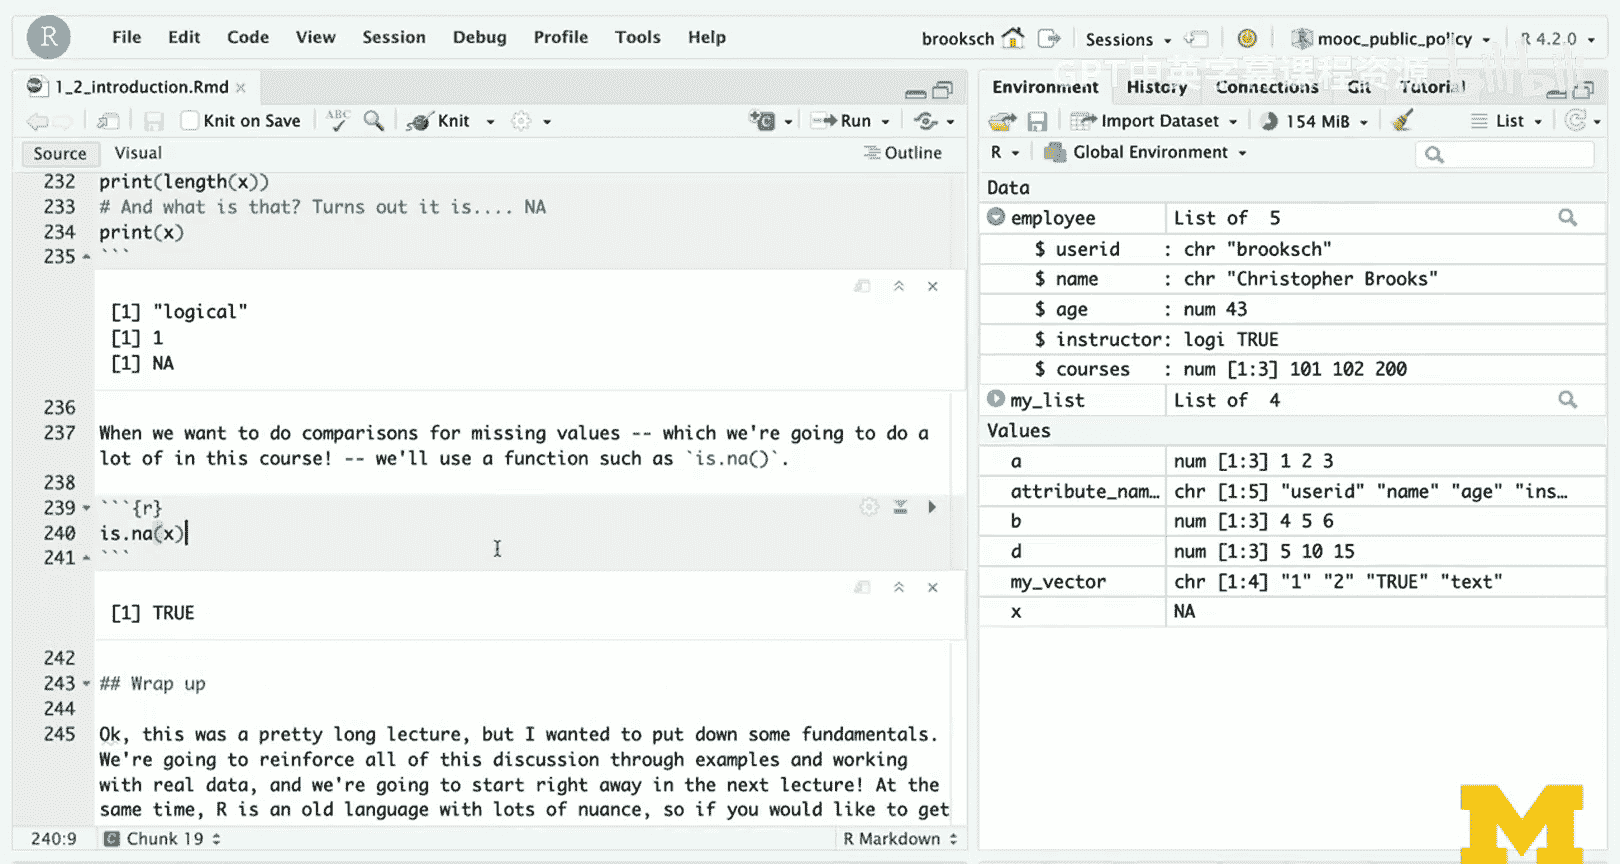 R File Edit Code View Session Debug Profile Tools Help brooksch Sessions mooc_public_policy R 4.2.0
1_2_introduction.Rmd
Knit on Save ABC Knit Run
Source Visual Outline
232 print(length(x))
233 # And what is that? Turns out it is.... NA
234 print(x)
235 ```
[1] "logical"
[1] 1
[1] NA
236
237 When we want to do comparisons for missing values -- which we're going to do a
lot of in this course! -- we'll use a function such as `is.na()`.
238
239 ```{r}
240 is.na(x)
241 ```
[1] TRUE
242
243 ## Wrap up
244
245 Ok, this was a pretty long lecture, but I wanted to put down some fundamentals.
We're going to reinforce all of this discussion through examples and working
with real data, and we're going to start right away in the next lecture! At the
same time, R is an old language with lots of nuance, so if you would like to get
240:9 C Chunk 19 R Markdown
GPT中英字幕课程资源
Environment History Connections Git Tutorial
Import Dataset 154 MiB List
R Global Environment
Data
employee List of 5
$ userid : chr "brooksch"
$ name : chr "Christopher Brooks"
$ age : num 43
$ instructor: logi TRUE
$ courses : num [1:3] 101 102 200
my_list List of 4
Values
a num [1:3] 1 2 3
attribute_nam… chr [1:5] "userid" "name" "age" "ins…
b num [1:3] 4 5 6
d num [1:3] 5 10 15
my_vector chr [1:4] "1" "2" "TRUE" "text"
x NA
M